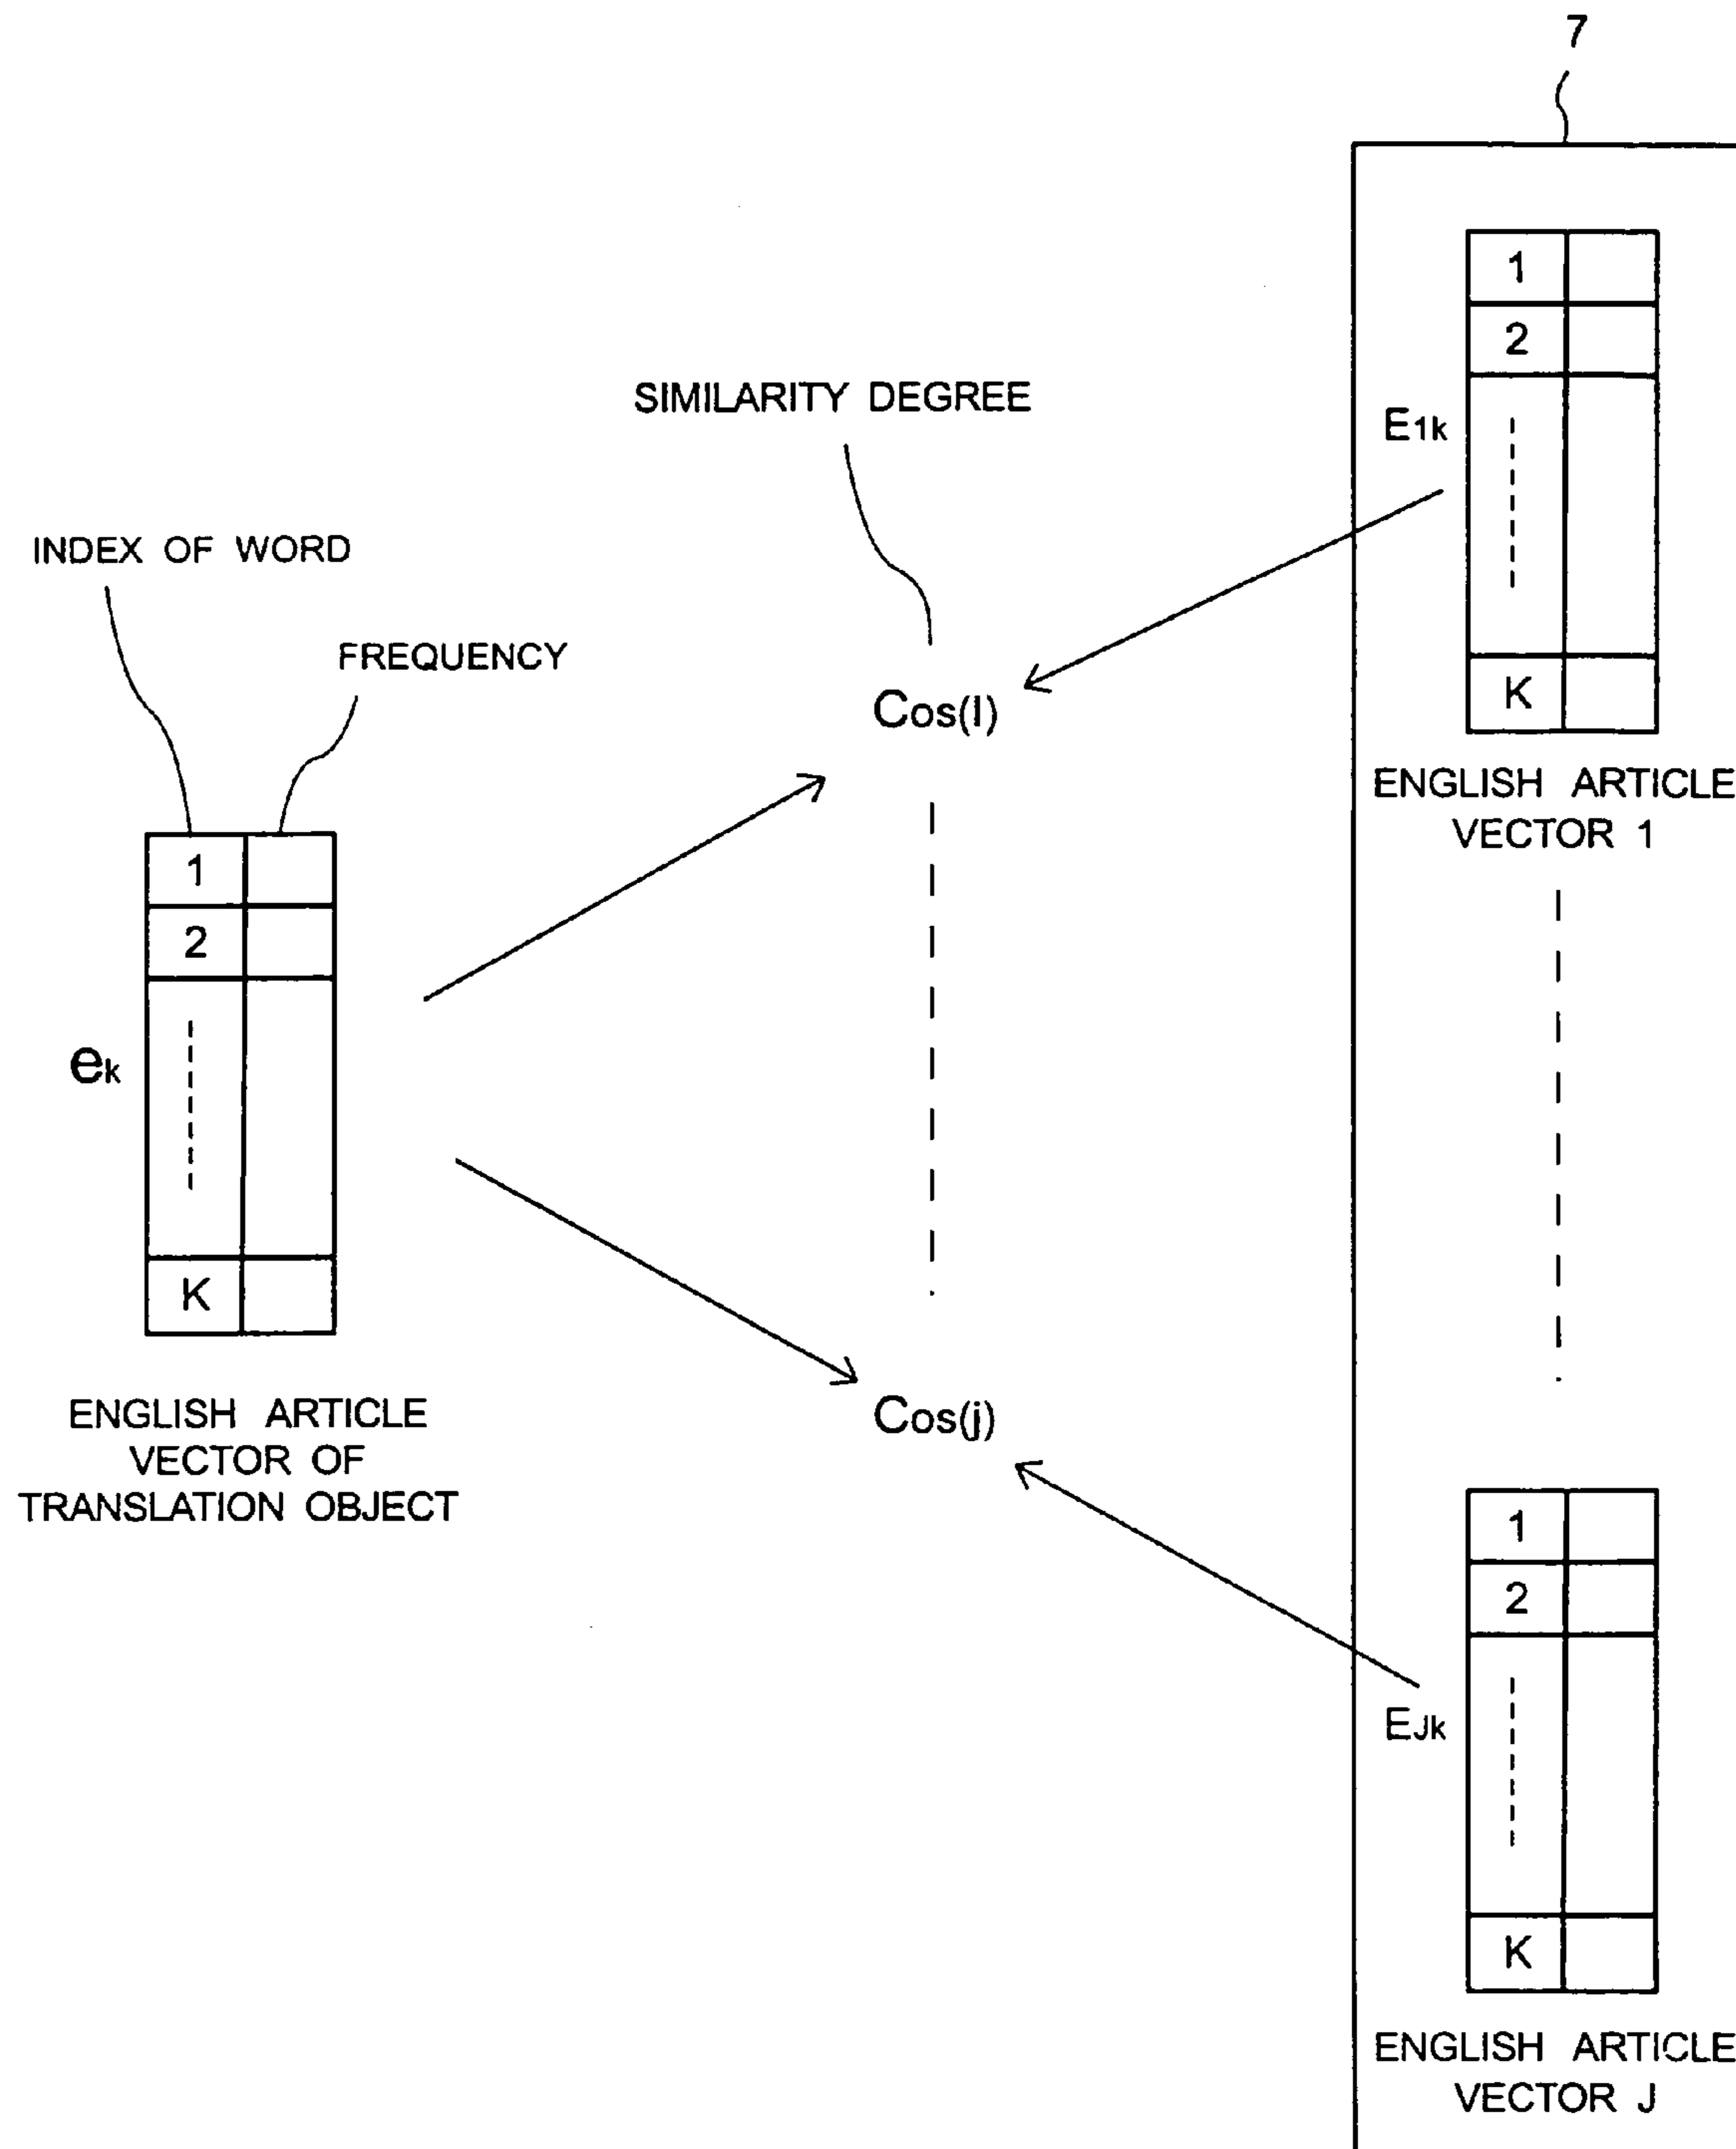 7
1
2
E1k
K
ENGLISH ARTICLE
VECTOR 1
SIMILARITY DEGREE
Cos(l)
INDEX OF WORD
FREQUENCY
1
2
ek
K
ENGLISH ARTICLE
VECTOR OF
TRANSLATION OBJECT
Cos(j)
1
2
EJk
K
ENGLISH ARTICLE
VECTOR J